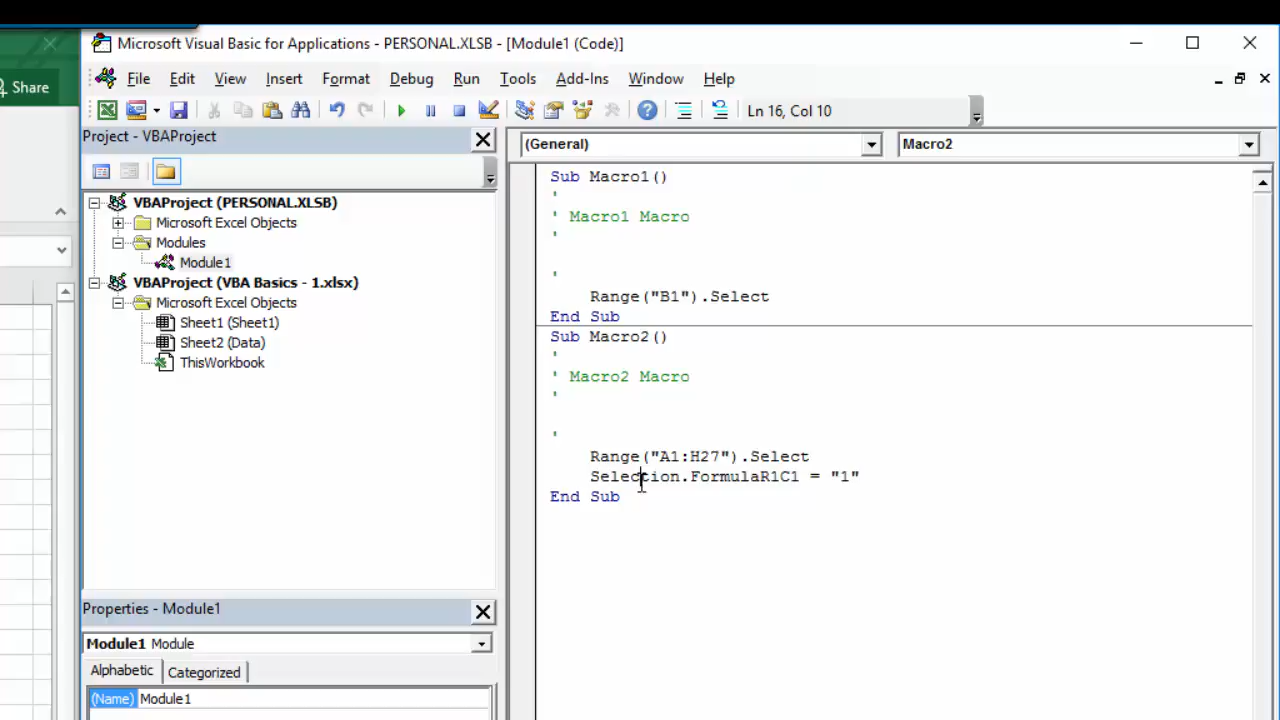 Microsoft Visual Basic for Applications - PERSONAL.XLSB - [Module1 (Code)]
Share
File Edit View Insert Format Debug Run Tools Add-Ins Window Help
Ln 16, Col 10
Project - VBAProject
(General)
Macro2
VBAProject (PERSONAL.XLSB)
Microsoft Excel Objects
Modules
Module1
VBAProject (VBA Basics - 1.xlsx)
Microsoft Excel Objects
Sheet1 (Sheet1)
Sheet2 (Data)
ThisWorkbook
Sub Macro1()
'
' Macro1 Macro
'
'
Range("B1").Select
End Sub
Sub Macro2()
'
' Macro2 Macro
'
'
Range("A1:H27").Select
Selection.FormulaR1C1 = "1"
End Sub
Properties - Module1
Module1 Module
Alphabetic Categorized
(Name) Module1